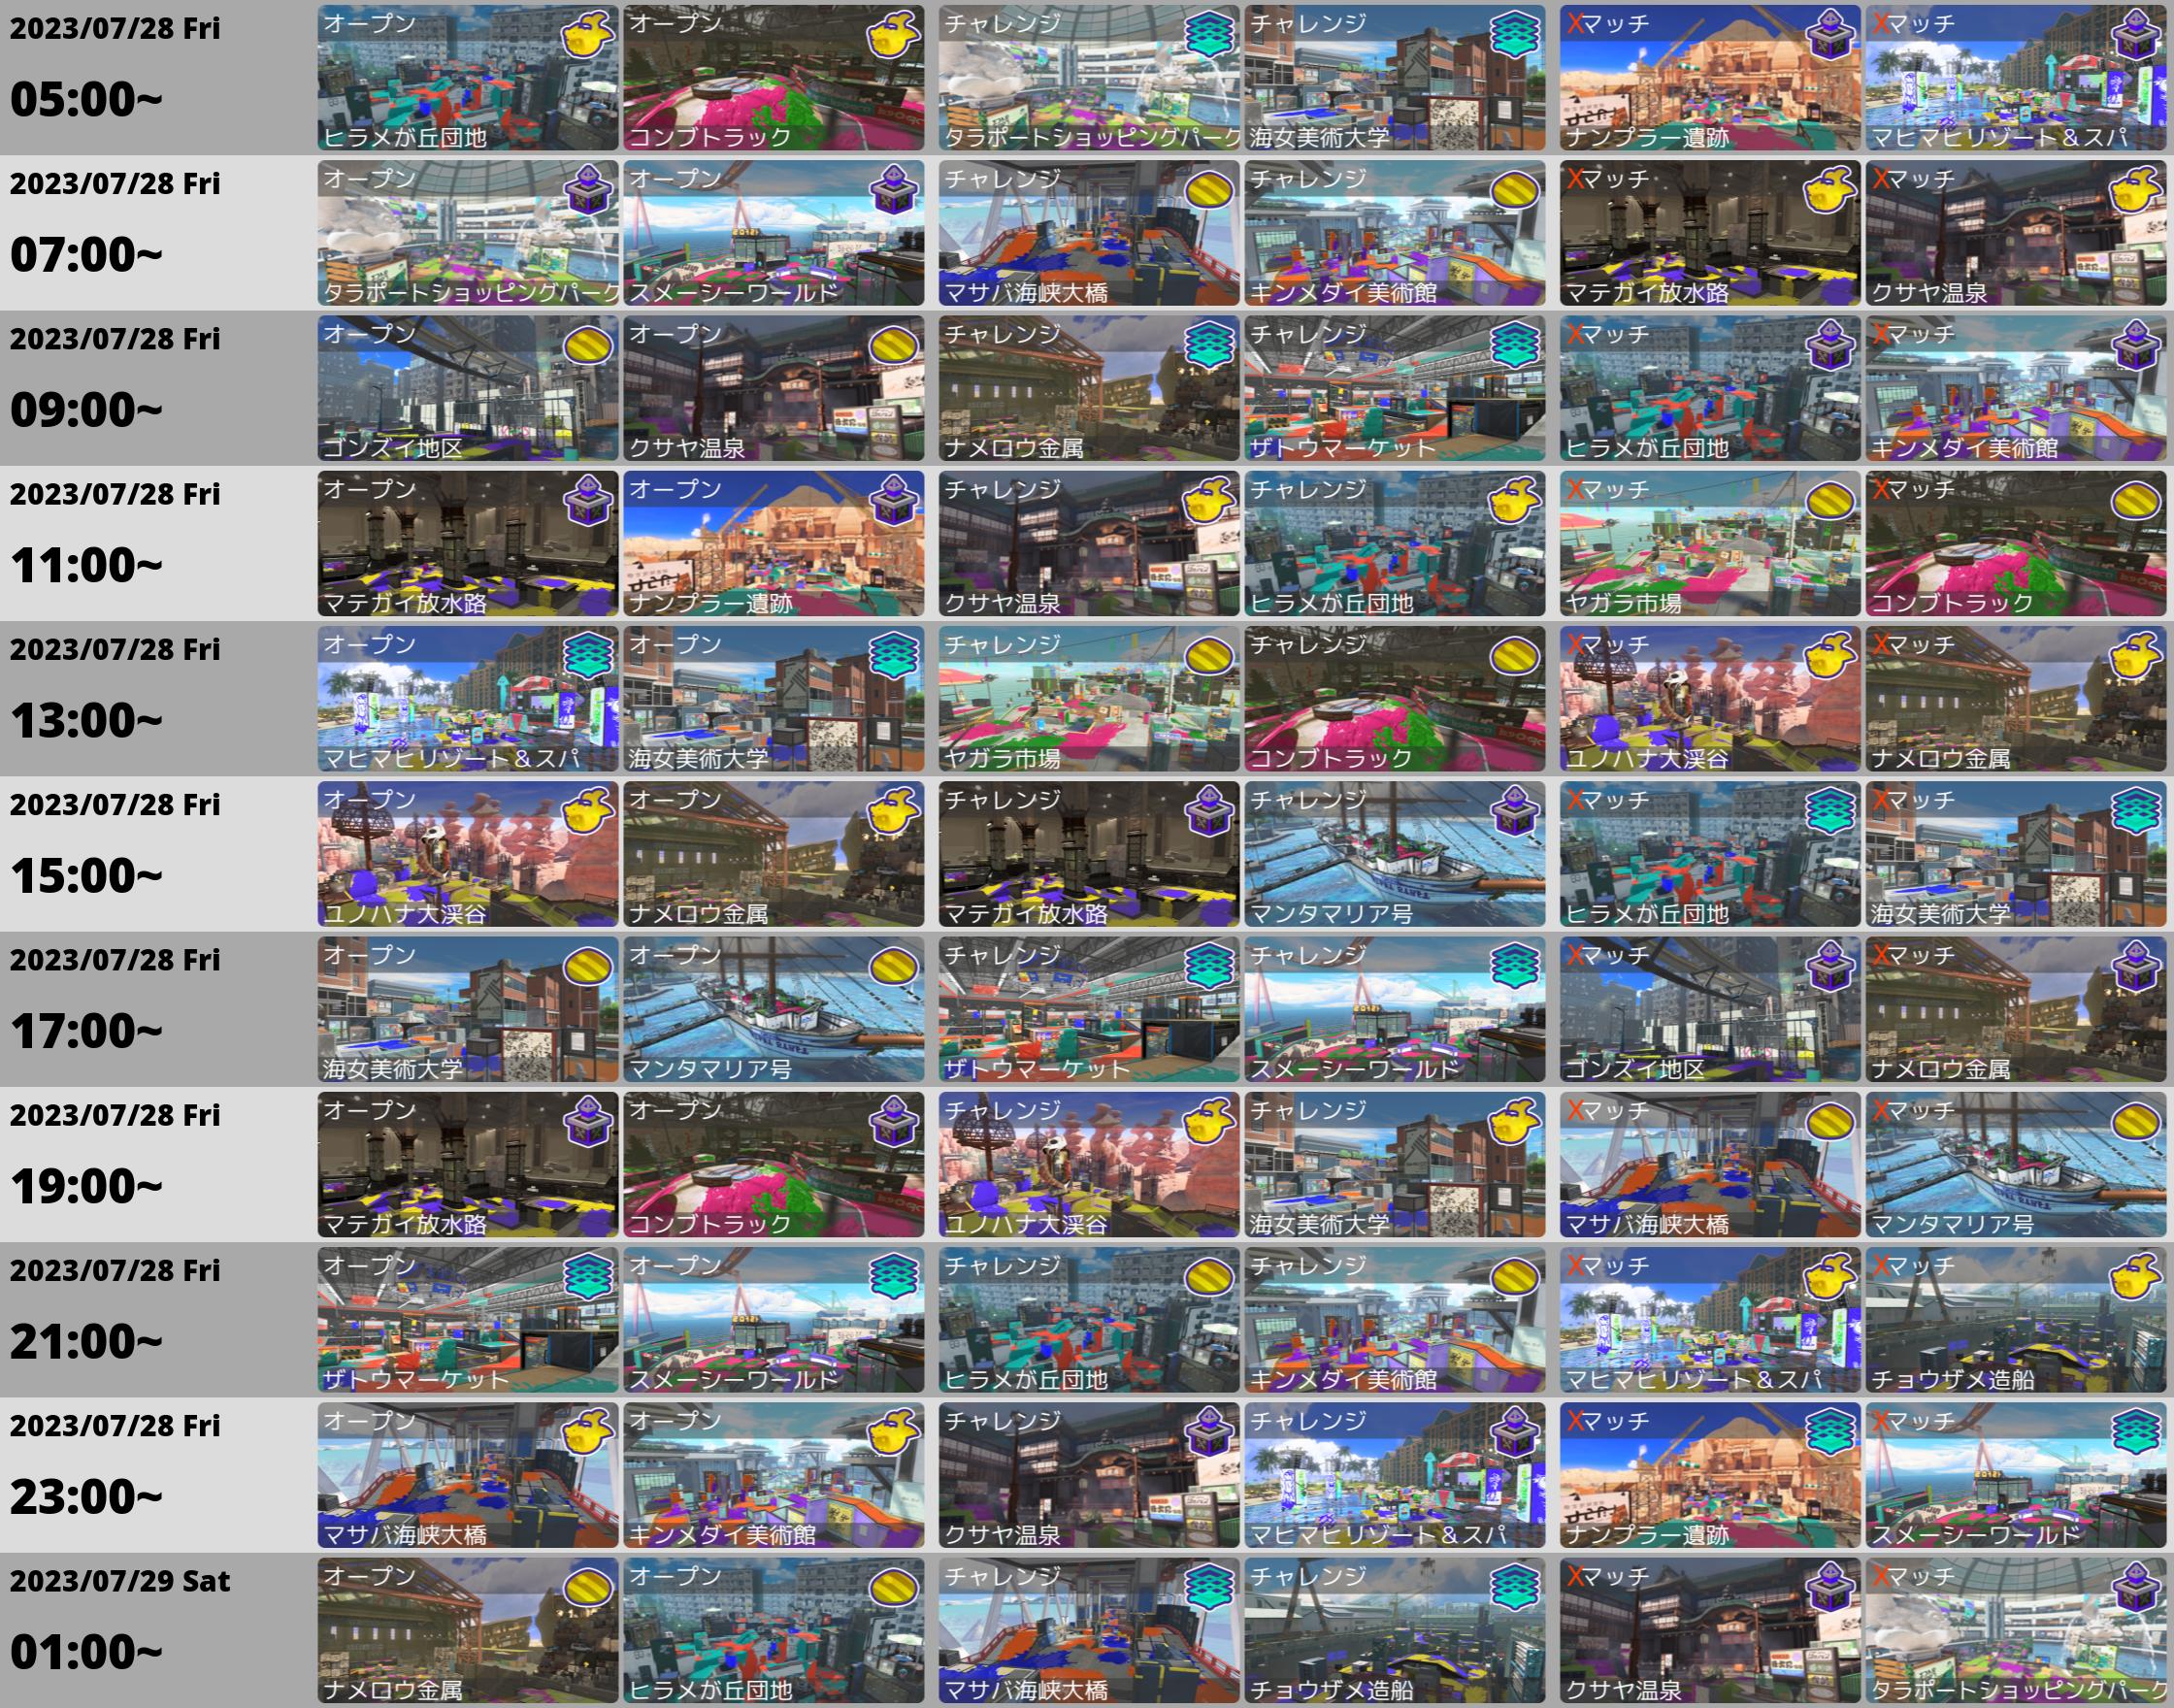 2023/07/28 Fri
05:00~
オープン オープン チャレンジ チャレンジ Xマッチ Xマッチ
ヒラメが丘団地 コンブトラック タラポートショッピングパーク 海女美術大学 ナンプラー遺跡 マヒマヒリゾート&スパ
2023/07/28 Fri
07:00~
オープン オープン チャレンジ チャレンジ Xマッチ Xマッチ
タラポートショッピングパーク スメーシーワールド マサバ海峡大橋 キンメダイ美術館 マテガイ放水路 クサヤ温泉
2023/07/28 Fri
09:00~
オープン オープン チャレンジ チャレンジ Xマッチ Xマッチ
ゴンズイ地区 クサヤ温泉 ナメロウ金属 ザトウマーケット ヒラメが丘団地 キンメダイ美術館
2023/07/28 Fri
11:00~
オープン オープン チャレンジ チャレンジ Xマッチ Xマッチ
マテガイ放水路 ナンプラー遺跡 クサヤ温泉 ヒラメが丘団地 ヤガラ市場 コンブトラック
2023/07/28 Fri
13:00~
オープン オープン チャレンジ チャレンジ Xマッチ Xマッチ
マヒマヒリゾート&スパ 海女美術大学 ヤガラ市場 コンブトラック ユノハナ大渓谷 ナメロウ金属
2023/07/28 Fri
15:00~
オープン オープン チャレンジ チャレンジ Xマッチ Xマッチ
ユノハナ大渓谷 ナメロウ金属 マテガイ放水路 マンタマリア号 ヒラメが丘団地 海女美術大学
2023/07/28 Fri
17:00~
オープン オープン チャレンジ チャレンジ Xマッチ Xマッチ
海女美術大学 マンタマリア号 ザトウマーケット スメーシーワールド ゴンズイ地区 ナメロウ金属
2023/07/28 Fri
19:00~
オープン オープン チャレンジ チャレンジ Xマッチ Xマッチ
マテガイ放水路 コンブトラック ユノハナ大渓谷 海女美術大学 マサバ海峡大橋 マンタマリア号
2023/07/28 Fri
21:00~
オープン オープン チャレンジ チャレンジ Xマッチ Xマッチ
ザトウマーケット スメーシーワールド ヒラメが丘団地 キンメダイ美術館 マヒマヒリゾート&スパ チョウザメ造船
2023/07/28 Fri
23:00~
オープン オープン チャレンジ チャレンジ Xマッチ Xマッチ
マサバ海峡大橋 キンメダイ美術館 クサヤ温泉 マヒマヒリゾート&スパ ナンプラー遺跡 スメーシーワールド
2023/07/29 Sat
01:00~
オープン オープン チャレンジ チャレンジ Xマッチ Xマッチ
ナメロウ金属 ヒラメが丘団地 マサバ海峡大橋 チョウザメ造船 クサヤ温泉 タラポートショッピングパーク